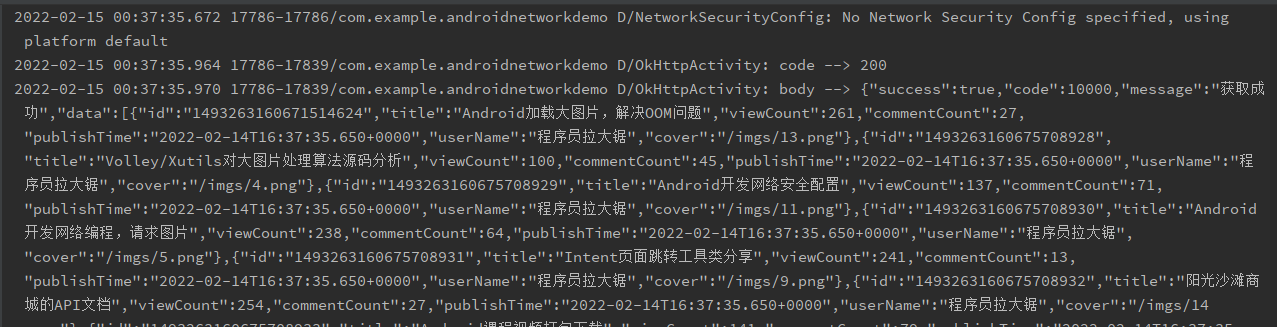 2022-02-15 00:37:35.672 17786-17786/com.example.androidnetworkdemo D/NetworkSecurityConfig: No Network Security Config specified, using
platform default
2022-02-15 00:37:35.964 17786-17839/com.example.androidnetworkdemo D/OkHttpActivity: code --> 200
2022-02-15 00:37:35.970 17786-17839/com.example.androidnetworkdemo D/OkHttpActivity: body --> {"success":true,"code":10000,"message":"获取成
功","data":[{"id":"1493263160671514624","title":"Android加载大图片，解决OOM问题","viewCount":261,"commentCount":27,
"publishTime":"2022-02-14T16:37:35.650+0000","userName":"程序员拉大锯","cover":"/imgs/13.png"},{"id":"1493263160675708928",
"title":"Volley/Xutils对大图片处理算法源码分析","viewCount":100,"commentCount":45,"publishTime":"2022-02-14T16:37:35.650+0000","userName":"程
序员拉大锯","cover":"/imgs/4.png"},{"id":"1493263160675708929","title":"Android开发网络安全配置","viewCount":137,"commentCount":71,
"publishTime":"2022-02-14T16:37:35.650+0000","userName":"程序员拉大锯","cover":"/imgs/11.png"},{"id":"1493263160675708930","title":"Android
开发网络编程，请求图片","viewCount":238,"commentCount":64,"publishTime":"2022-02-14T16:37:35.650+0000","userName":"程序员拉大锯",
"cover":"/imgs/5.png"},{"id":"1493263160675708931","title":"Intent页面跳转工具类分享","viewCount":241,"commentCount":13,
"publishTime":"2022-02-14T16:37:35.650+0000","userName":"程序员拉大锯","cover":"/imgs/9.png"},{"id":"1493263160675708932","title":"阳光沙滩商
城的API文档","viewCount":254,"commentCount":27,"publishTime":"2022-02-14T16:37:35.650+0000","userName":"程序员拉大锯","cover":"/imgs/14